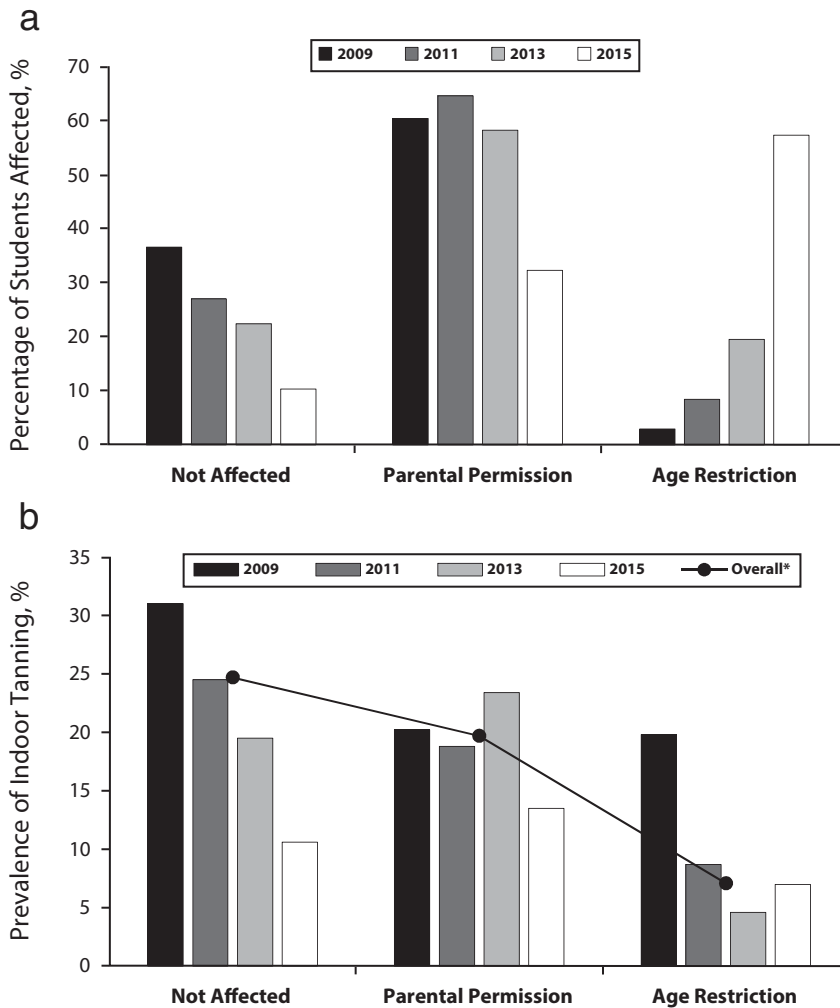 a
2009 2011 2013 2015
Percentage of Students Affected, %
70
60
50
40
30
20
10
0
Not Affected Parental Permission Age Restriction
b
2009 2011 2013 2015 Overall*
Prevalence of Indoor Tanning, %
35
30
25
20
15
10
5
0
Not Affected Parental Permission Age Restriction